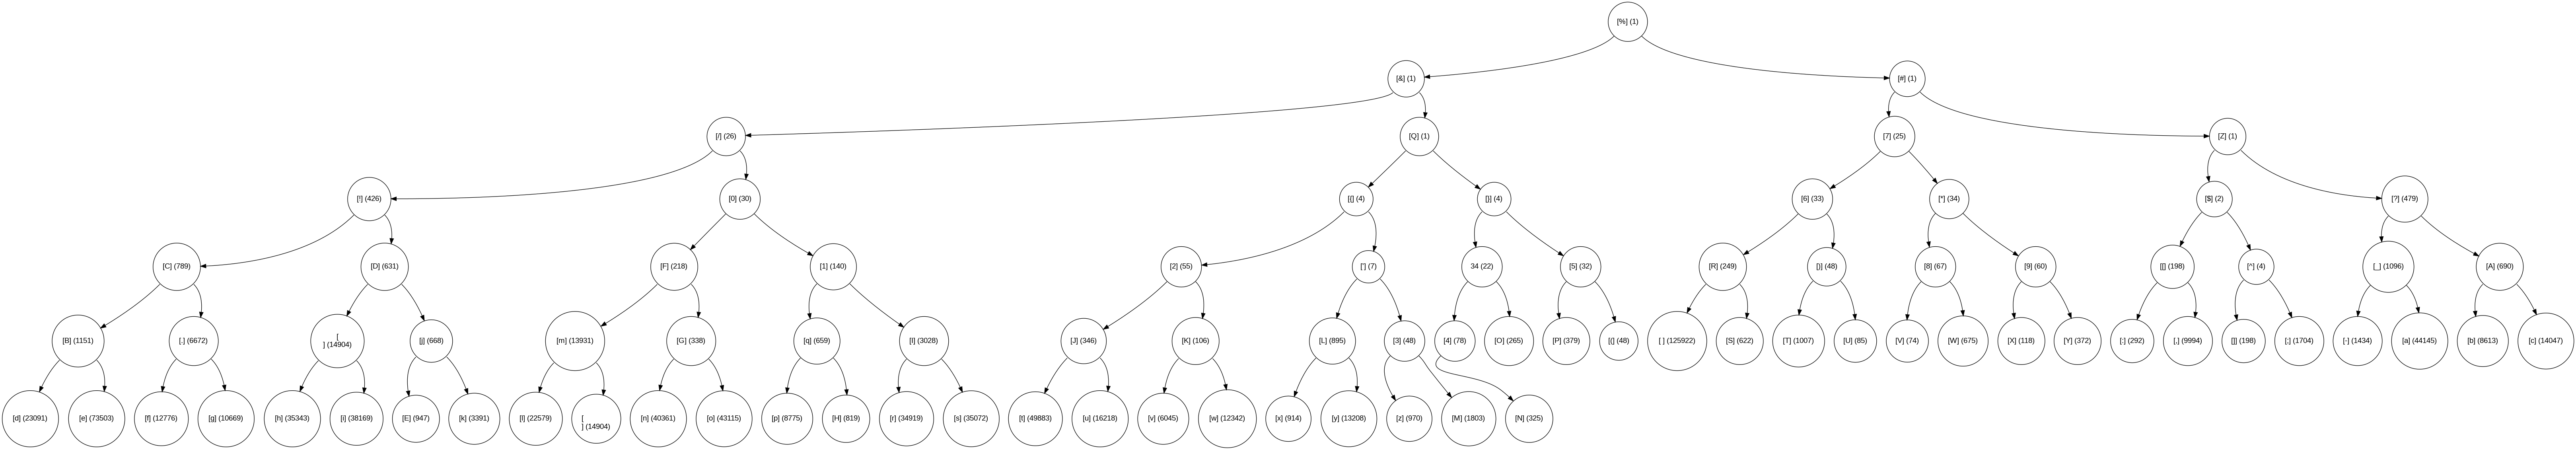 [%] (1)
[&] (1)
[#] (1)
[/] (26)
[Q] (1)
[7] (25)
[Z] (1)
[!] (426)
[0] (30)
[(] (4)
[)] (4)
[6] (33)
[*] (34)
[$] (2)
[?] (479)
[C] (789)
[D] (631)
[F] (218)
[1] (140)
[2] (55)
['] (7)
34 (22)
[5] (32)
[R] (249)
[8] (67)
[9] (60)
[^] (4)
[_] (1096)
[A] (690)
[B] (1151)
[.] (6672)
[
] (14904)
[j] (668)
[m] (13931)
[G] (338)
[q] (659)
[J] (346)
[K] (106)
[L] (895)
[3] (48)
[4] (78)
[O] (265)
[P] (379)
[ ] (125922)
[S] (622)
[T] (1007)
[U] (85)
[V] (74)
[W] (675)
[X] (118)
[Y] (372)
[:] (292)
[,] (9994)
[]] (198)
[;] (1704)
[-] (1434)
[a] (44145)
[b] (8613)
[c] (14047)
[d] (23091)
[e] (73503)
[f] (12776)
[g] (10669)
[h] (35343)
[i] (38169)
[E] (947)
[k] (3391)
[l] (22579)
[
] (14904)
[n] (40361)
[o] (43115)
[p] (8775)
[H] (819)
[r] (34919)
[s] (35072)
[t] (49883)
[u] (16218)
[v] (6045)
[w] (12342)
[x] (914)
[y] (13208)
[z] (970)
[M] (1803)
[N] (325)